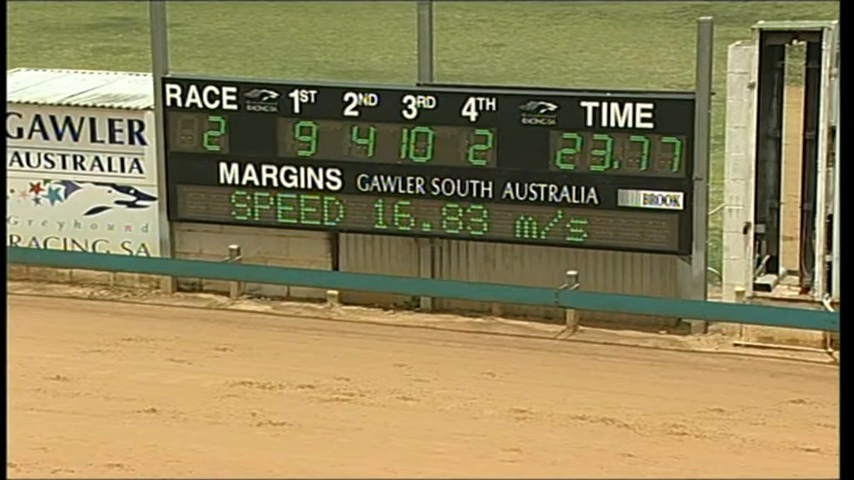 RACE 1ST 2ND 3RD 4TH TIME
2 9 4 10 2 23.77
MARGINS GAWLER SOUTH AUSTRALIA BROOK
SPEED 16.83 m/s
GAWLER
AUSTRALIA
Greyhound
RACING SA